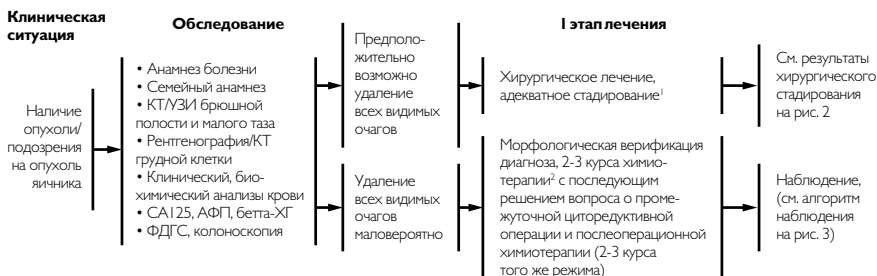 Клиническая
ситуация
Обследование
I этап лечения
Наличие
опухоли/
подозрения
на опухоль
яичника
• Анамнез болезни
• Семейный анамнез
• КТ/УЗИ брюшной
полости и малого таза
• Рентгенография/КТ
грудной клетки
• Клинический, био-
химический анализы крови
• СА125, АФП, бетта-ХГ
• ФДГС, колоноскопия
Предполо-
жительно
возможно
удаление
всех видимых
очагов
Удаление
всех видимых
очагов
маловероятно
Хирургическое лечение,
адекватное стадирование¹
Морфологическая верификация
диагноза, 2-3 курса химио-
терапии² с последующим
решением вопроса о проме-
жуточной циторедуктивной
операции и послеоперационной
химиотерапии (2-3 курса
того же режима)
См. результаты
хирургического
стадирования
на рис. 2
Наблюдение,
(см. алгоритм
наблюдения
на рис. 3)